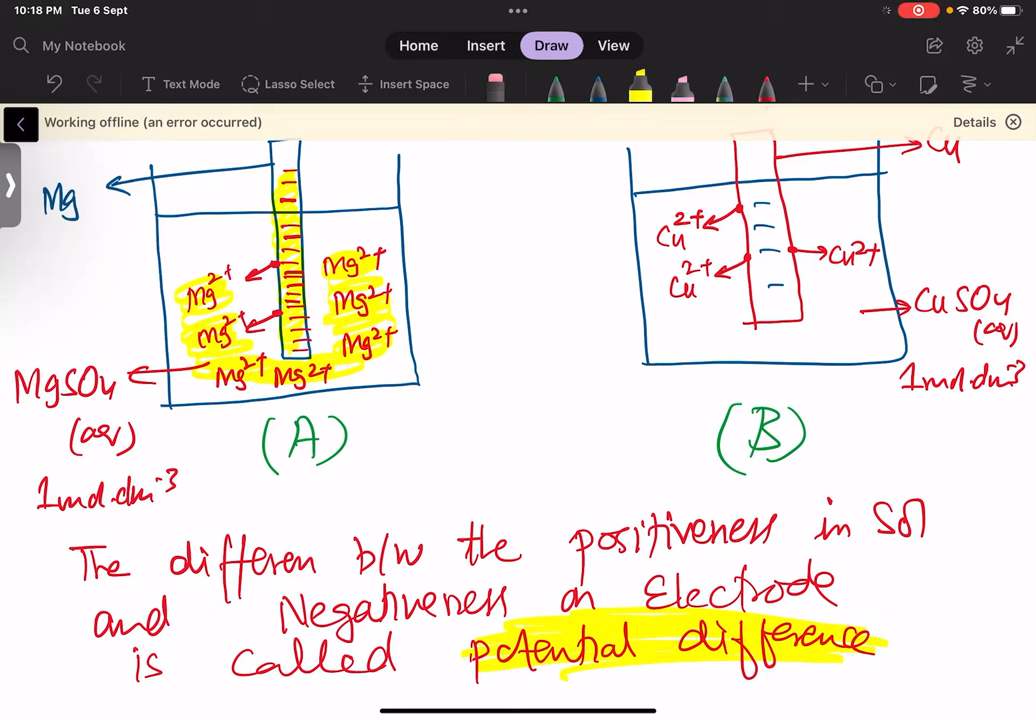 10:18 PM Tue 6 Sept
80%
My Notebook
Home Insert Draw View
Text Mode Lasso Select Insert Space
Working offline (an error occurred)
Details
Mg
Mg2+ Mg2+
Mg2+ Mg2+
Mg2+
Mg2+ Mg2+
MgSO4
(aq)
1mol.dm-3
(A)
Cu
Cu2+
Cu2+
Cu2+
CuSO4
(aq)
1mol.dm-3
(B)
The differen b/w the positiveness in Sol
and Negativeness on Electrode
is called potential difference